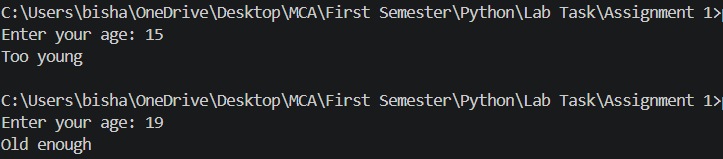 C:\Users\bisha\OneDrive\Desktop\MCA\First Semester\Python\Lab Task\Assignment 1>
Enter your age: 15
Too young
C:\Users\bisha\OneDrive\Desktop\MCA\First Semester\Python\Lab Task\Assignment 1>
Enter your age: 19
Old enough